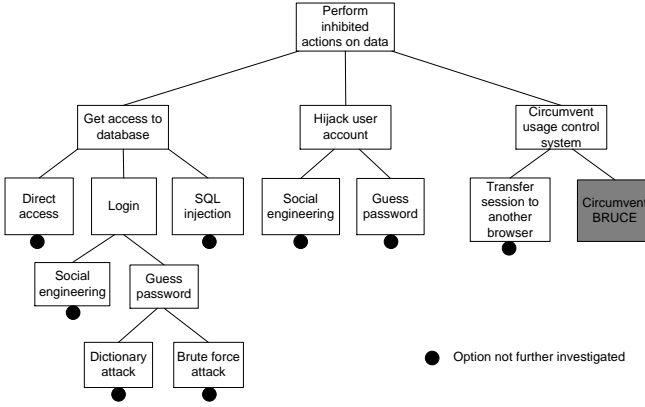 Perform
inhibited
actions on data
Get access to
database
Hijack user
account
Circumvent
usage control
system
Direct
access
Login
SQL
injection
Social
engineering
Guess
password
Transfer
session to
another
browser
Circumvent
BRUCE
Social
engineering
Guess
password
Dictionary
attack
Brute force
attack
Option not further investigated